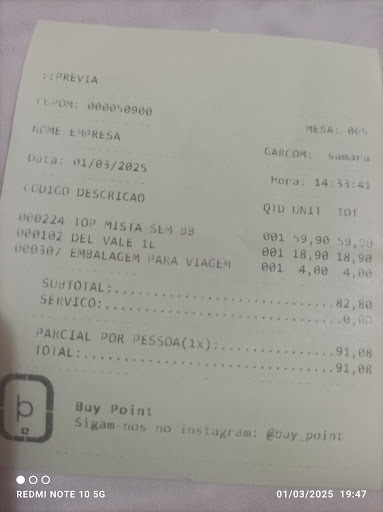 ::PREVIA
CUPOM: 000050900
MESA: 065
NOME EMPRESA
GARCOM: samara
Data: 01/03/2025
Hora: 14:33:41
CODIGO DESCRICAO QTD UNIT TOT
000224 TOP MISTA SEM BB 001 59,90 59,90
000102 DEL VALE 1L 001 18,90 18,90
000307 EMBALAGEM PARA VIAGEM 001 4,00 4,00
SUBTOTAL:...............................82,80
SERVICO:................................0,00
PARCIAL POR PESSOA(1x):...............91,08
TOTAL:..................................91,08
p
Buy Point
Sigam-nos no instagram: @buy_point
REDMI NOTE 10 5G
01/03/2025 19:47